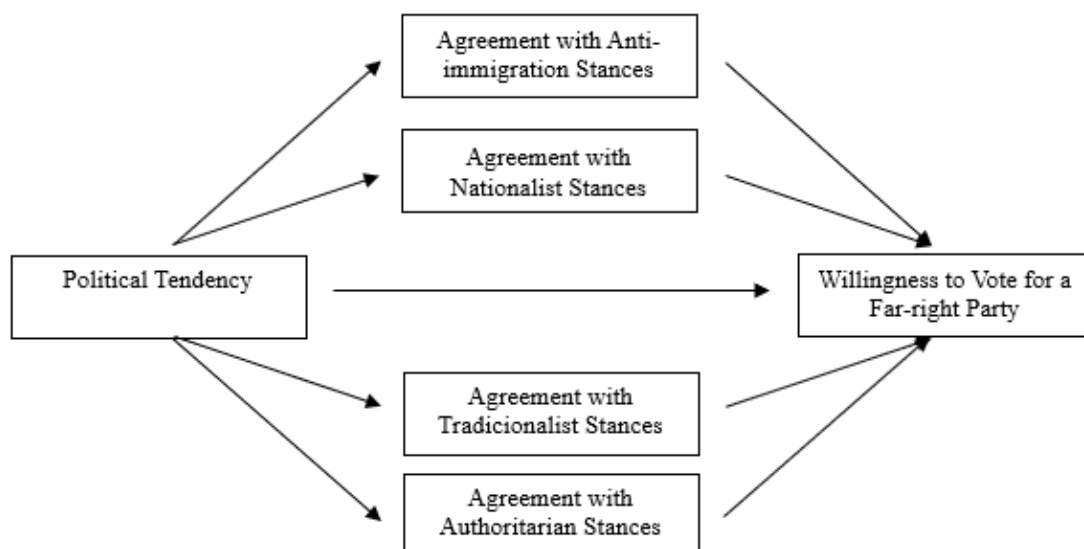 Agreement with Anti-
immigration Stances
Agreement with
Nationalist Stances
Political Tendency
Willingness to Vote for a
Far-right Party
Agreement with
Tradicionalist Stances
Agreement with
Authoritarian Stances